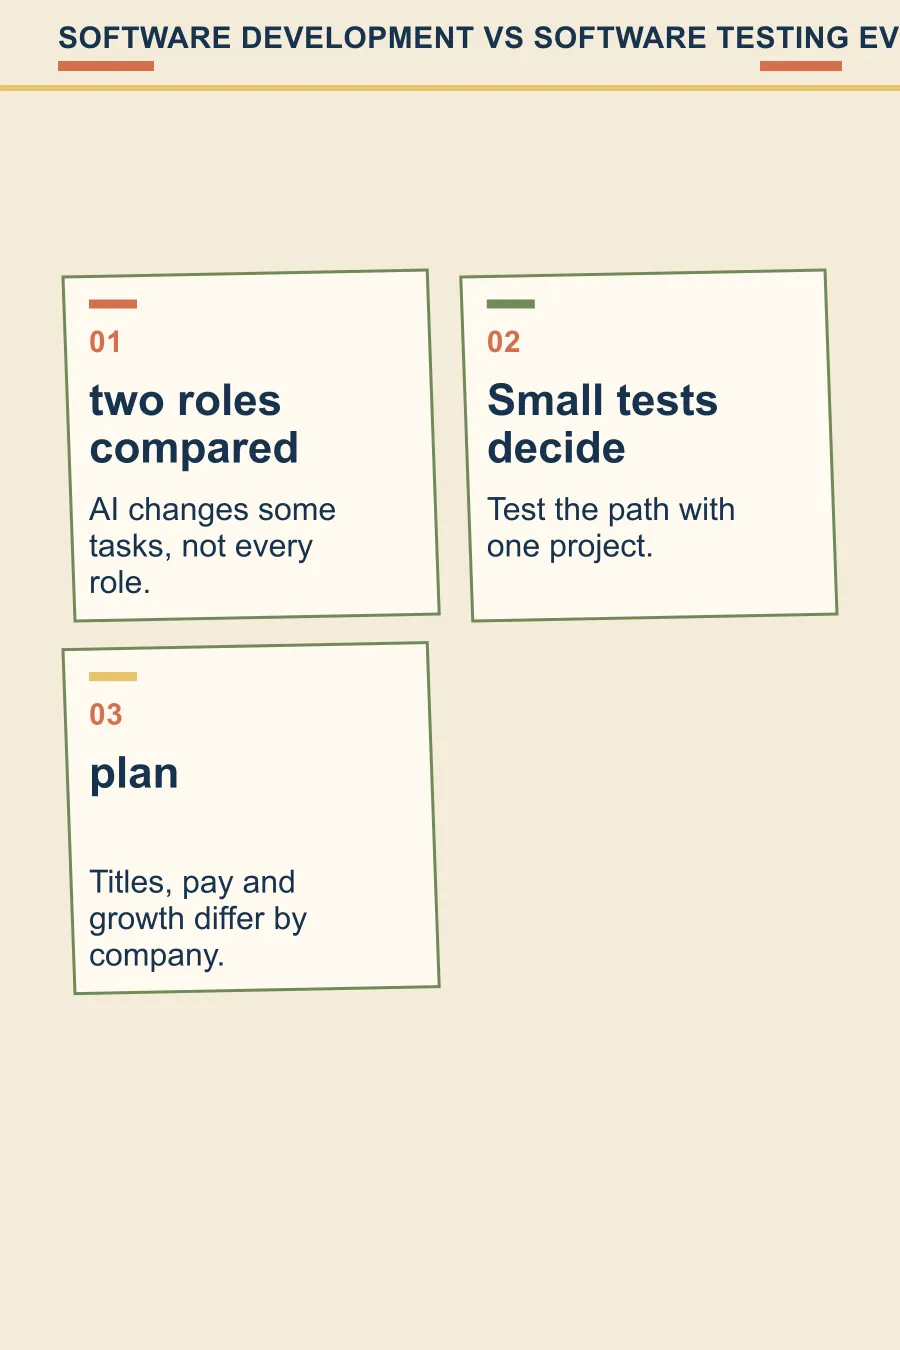 SOFTWARE DEVELOPMENT VS SOFTWARE TESTING EV
01
two roles
compared
AI changes some
tasks, not every
role.
02
Small tests
decide
Test the path with
one project.
03
plan
Titles, pay and
growth differ by
company.